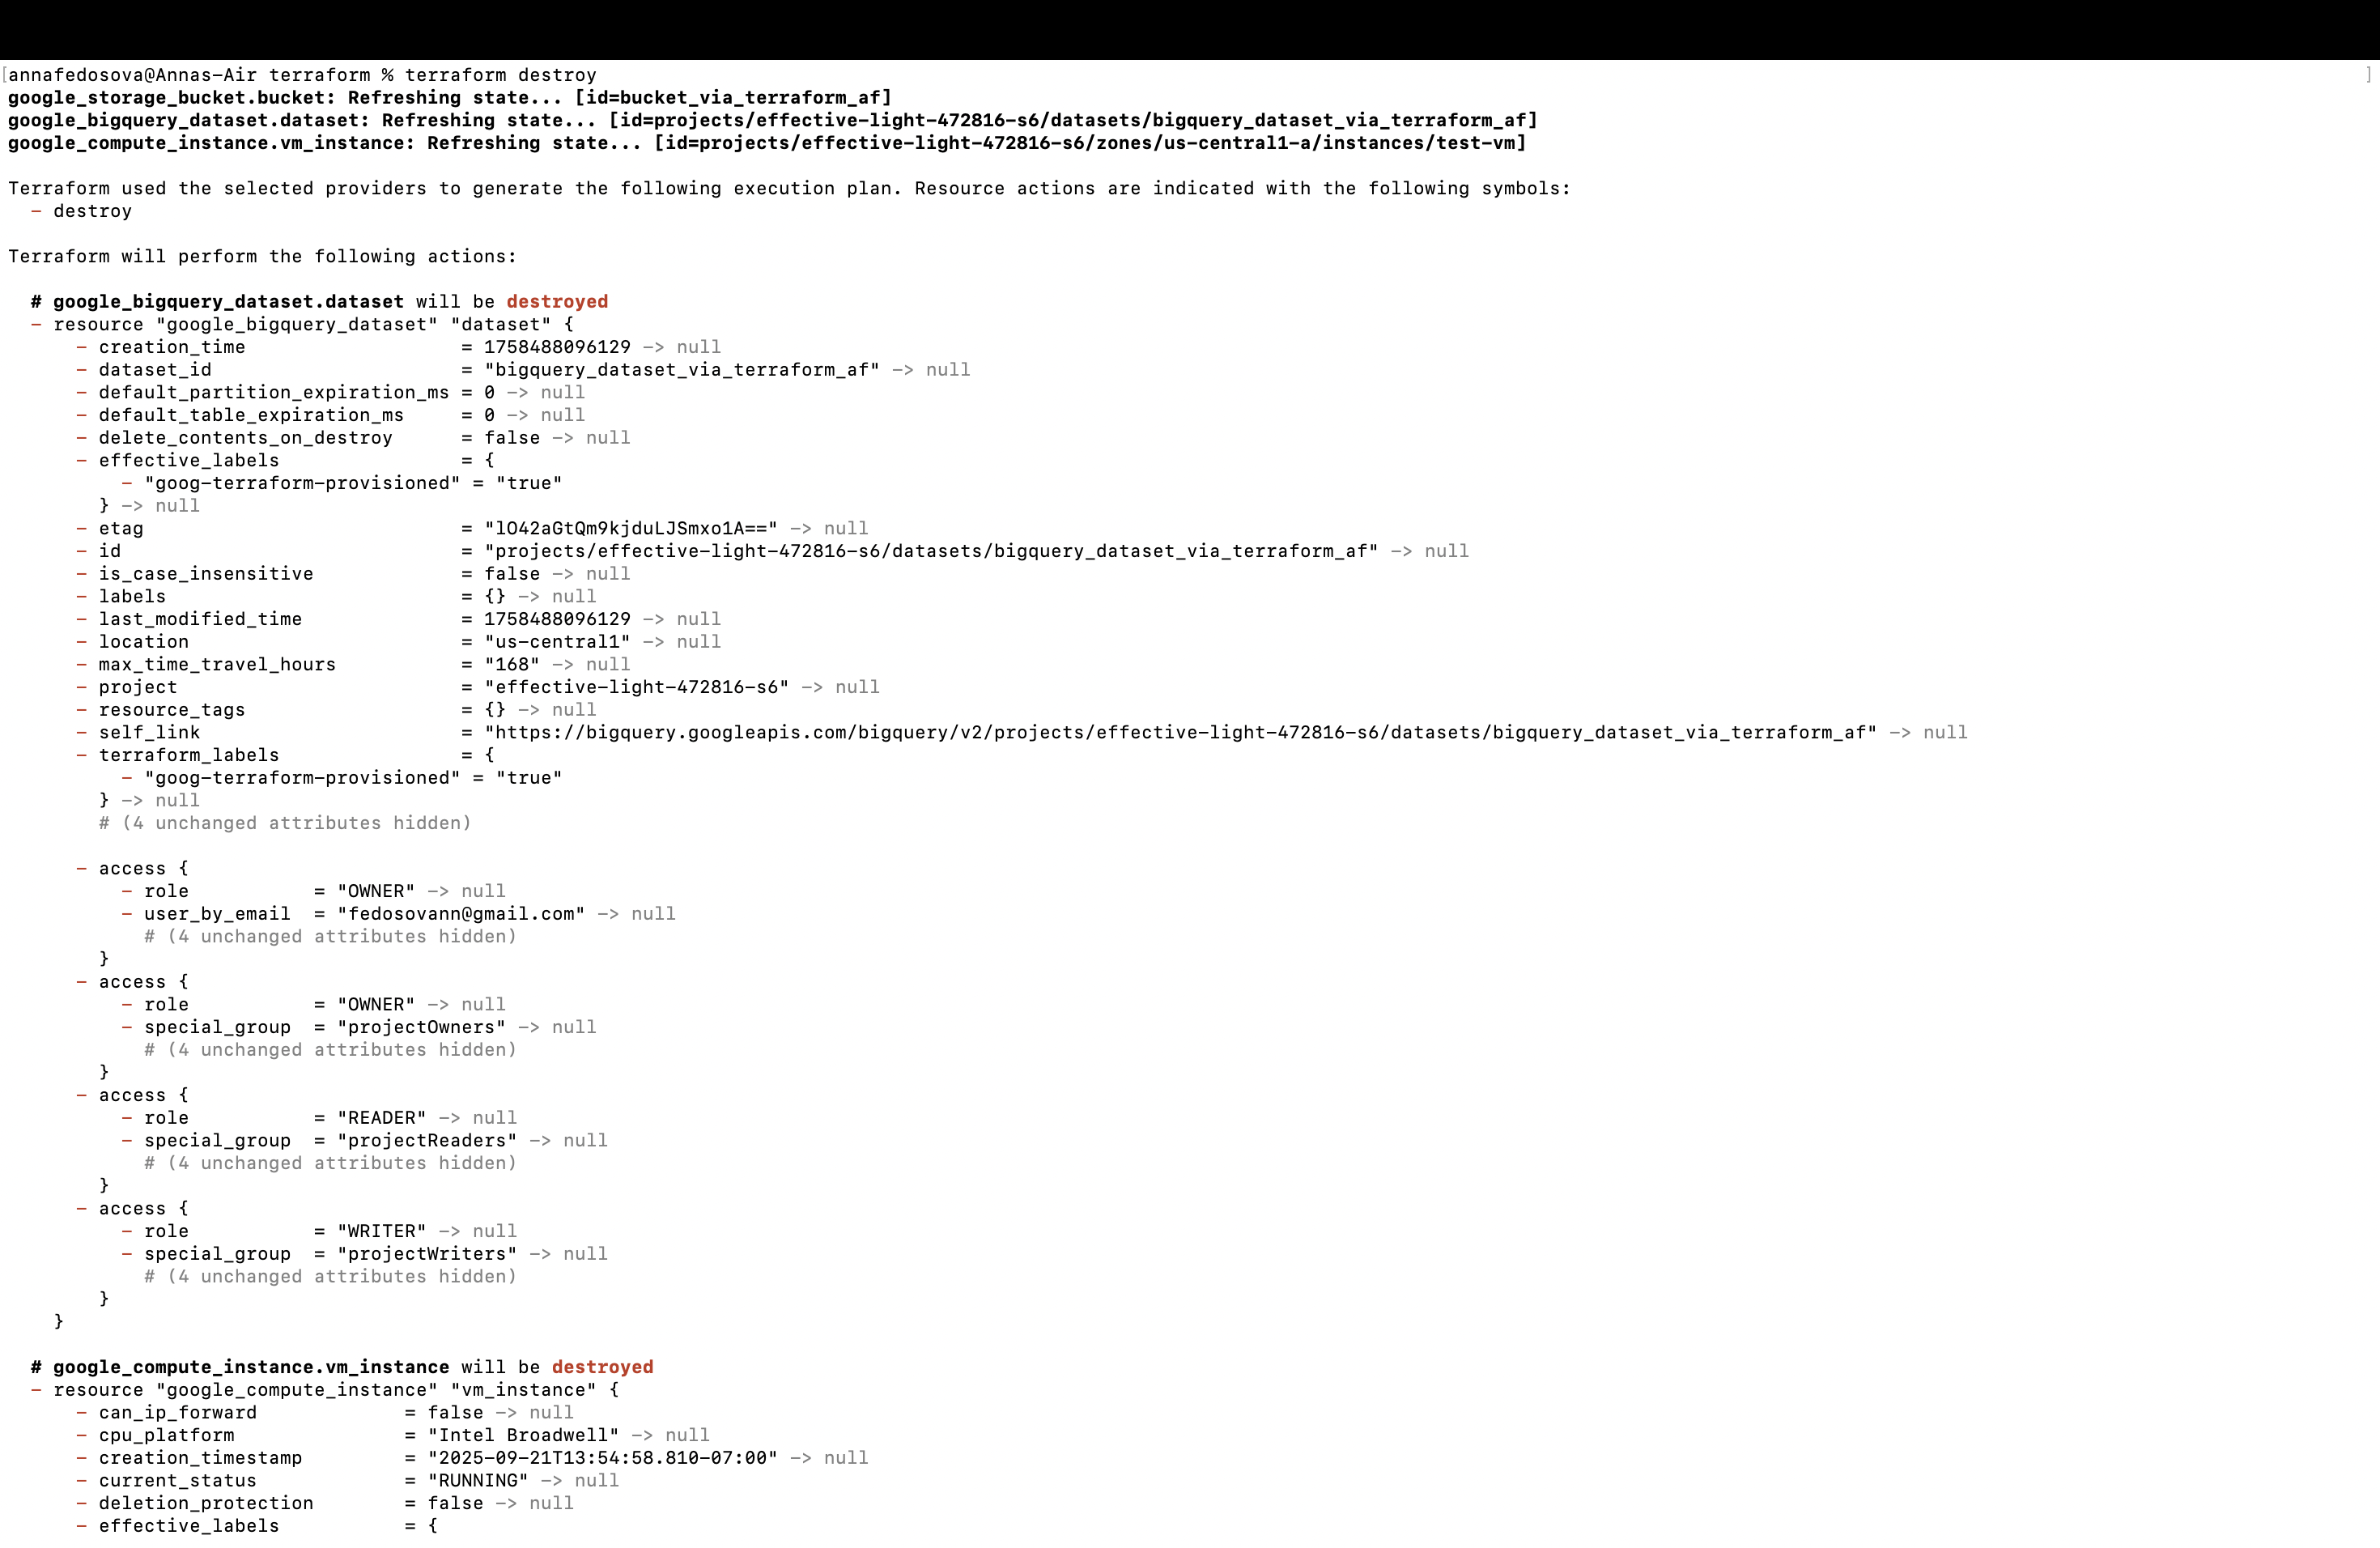 [annafedosova@Annas-Air terraform % terraform destroy ]
google_storage_bucket.bucket: Refreshing state... [id=bucket_via_terraform_af]
google_bigquery_dataset.dataset: Refreshing state... [id=projects/effective-light-472816-s6/datasets/bigquery_dataset_via_terraform_af]
google_compute_instance.vm_instance: Refreshing state... [id=projects/effective-light-472816-s6/zones/us-central1-a/instances/test-vm]
Terraform used the selected providers to generate the following execution plan. Resource actions are indicated with the following symbols:
- destroy
Terraform will perform the following actions:
# google_bigquery_dataset.dataset will be destroyed
- resource "google_bigquery_dataset" "dataset" {
- creation_time = 1758488096129 -> null
- dataset_id = "bigquery_dataset_via_terraform_af" -> null
- default_partition_expiration_ms = 0 -> null
- default_table_expiration_ms = 0 -> null
- delete_contents_on_destroy = false -> null
- effective_labels = {
- "goog-terraform-provisioned" = "true"
} -> null
- etag = "lO42aGtQm9kjduLJSmxo1A==" -> null
- id = "projects/effective-light-472816-s6/datasets/bigquery_dataset_via_terraform_af" -> null
- is_case_insensitive = false -> null
- labels = {} -> null
- last_modified_time = 1758488096129 -> null
- location = "us-central1" -> null
- max_time_travel_hours = "168" -> null
- project = "effective-light-472816-s6" -> null
- resource_tags = {} -> null
- self_link = "https://bigquery.googleapis.com/bigquery/v2/projects/effective-light-472816-s6/datasets/bigquery_dataset_via_terraform_af" -> null
- terraform_labels = {
- "goog-terraform-provisioned" = "true"
} -> null
# (4 unchanged attributes hidden)
- access {
- role = "OWNER" -> null
- user_by_email = "fedosovann@gmail.com" -> null
# (4 unchanged attributes hidden)
}
- access {
- role = "OWNER" -> null
- special_group = "projectOwners" -> null
# (4 unchanged attributes hidden)
}
- access {
- role = "READER" -> null
- special_group = "projectReaders" -> null
# (4 unchanged attributes hidden)
}
- access {
- role = "WRITER" -> null
- special_group = "projectWriters" -> null
# (4 unchanged attributes hidden)
}
}
# google_compute_instance.vm_instance will be destroyed
- resource "google_compute_instance" "vm_instance" {
- can_ip_forward = false -> null
- cpu_platform = "Intel Broadwell" -> null
- creation_timestamp = "2025-09-21T13:54:58.810-07:00" -> null
- current_status = "RUNNING" -> null
- deletion_protection = false -> null
- effective_labels = {